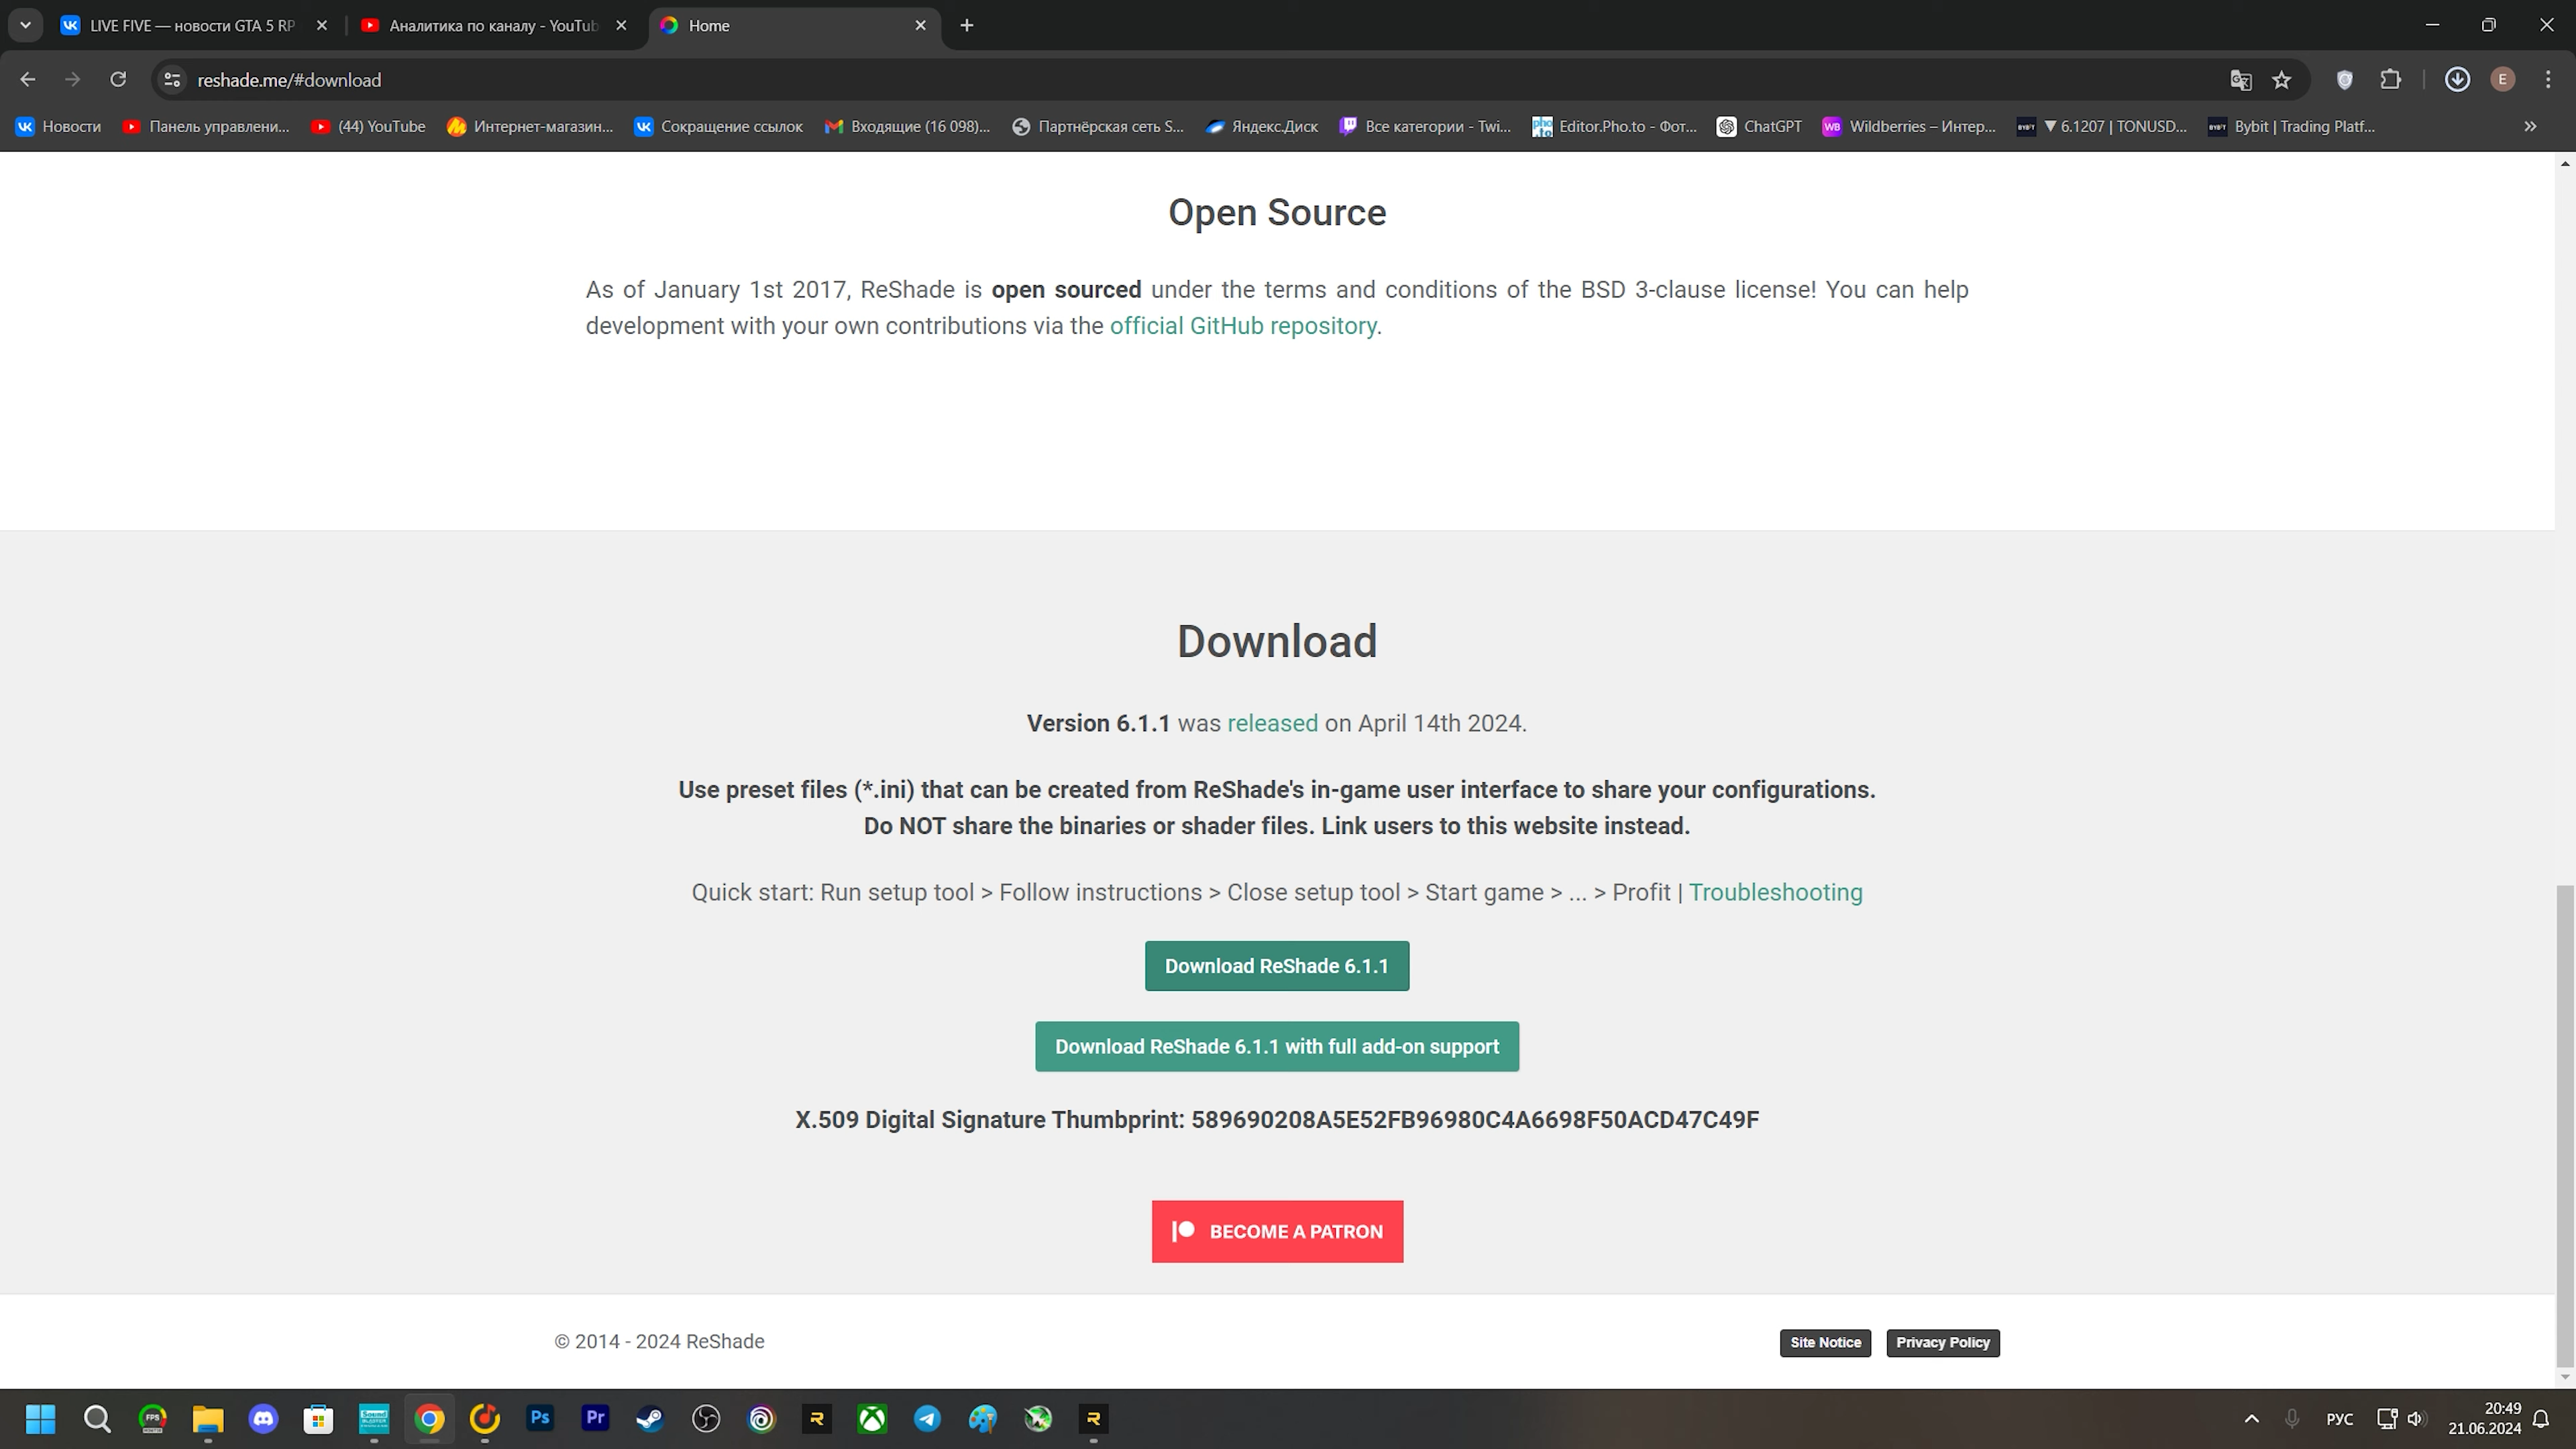 LIVE FIVE — новости GTA 5 RP
Аналитика по каналу - YouTub
Home
reshade.me/#download
Новости
Панель управлени...
(44) YouTube
Интернет-магазин...
Сокращение ссылок
Входящие (16 098)...
Партнёрская сеть S...
Яндекс.Диск
Все категории - Twi...
Editor.Pho.to - Фот...
ChatGPT
Wildberries – Интер...
▼ 6.1207 | TONUSD...
Bybit | Trading Platf...
Open Source
As of January 1st 2017, ReShade is open sourced under the terms and conditions of the BSD 3-clause license! You can help
development with your own contributions via the official GitHub repository.
Download
Version 6.1.1 was released on April 14th 2024.
Use preset files (*.ini) that can be created from ReShade's in-game user interface to share your configurations.
Do NOT share the binaries or shader files. Link users to this website instead.
Quick start: Run setup tool > Follow instructions > Close setup tool > Start game > ... > Profit | Troubleshooting
Download ReShade 6.1.1
Download ReShade 6.1.1 with full add-on support
X.509 Digital Signature Thumbprint: 589690208A5E52FB96980C4A6698F50ACD47C49F
BECOME A PATRON
© 2014 - 2024 ReShade
Site Notice
Privacy Policy
РУС
20:49
21.06.2024